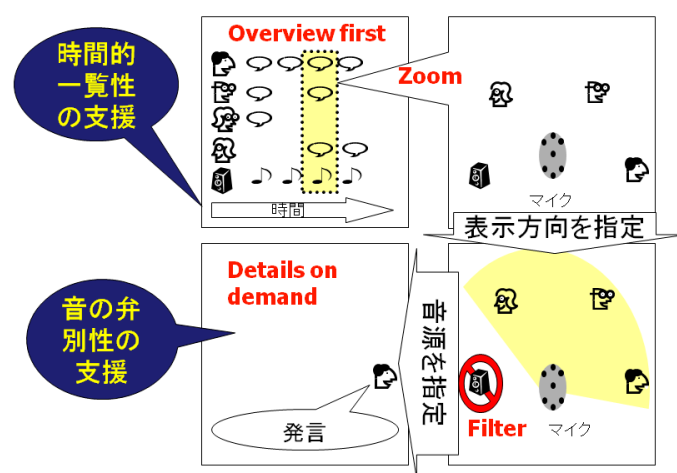 時間的
一覧性
の支援
Overview first
時間
Zoom
マイク
表示方向を指定
音の弁
別性の
支援
Details on
demand
発言
音源を指定
Filter
マイク